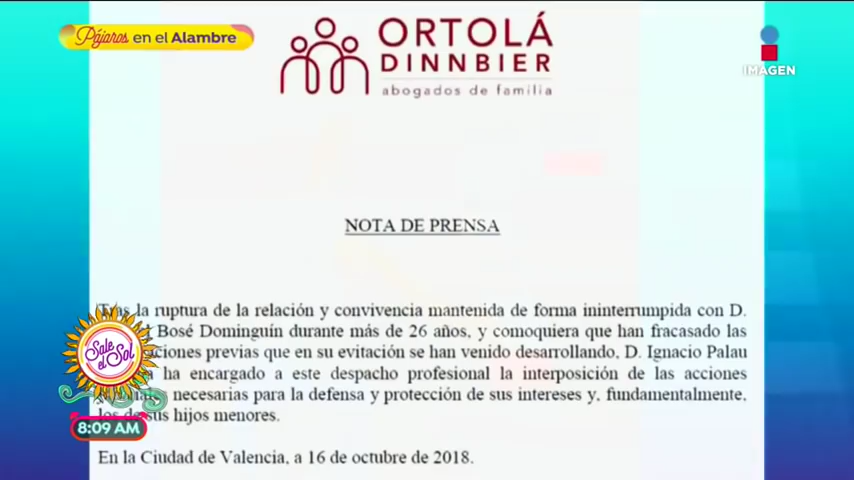 Pájaros en el Alambre
IMAGEN
ORTOLÁ
DINNBIER
abogados de familia
NOTA DE PRENSA
Tras la ruptura de la relación y convivencia mantenida de forma ininterrumpida con D.
Bosé Dominguín durante más de 26 años, y comoquiera que han fracasado las
previas que en su evitación se han venido desarrollando, D. Ignacio Palau
ha encargado a este despacho profesional la interposición de las acciones
necesarias para la defensa y protección de sus intereses y, fundamentalmente,
los de sus hijos menores.
En la Ciudad de Valencia, a 16 de octubre de 2018.
Sale el Sol
8:09 AM